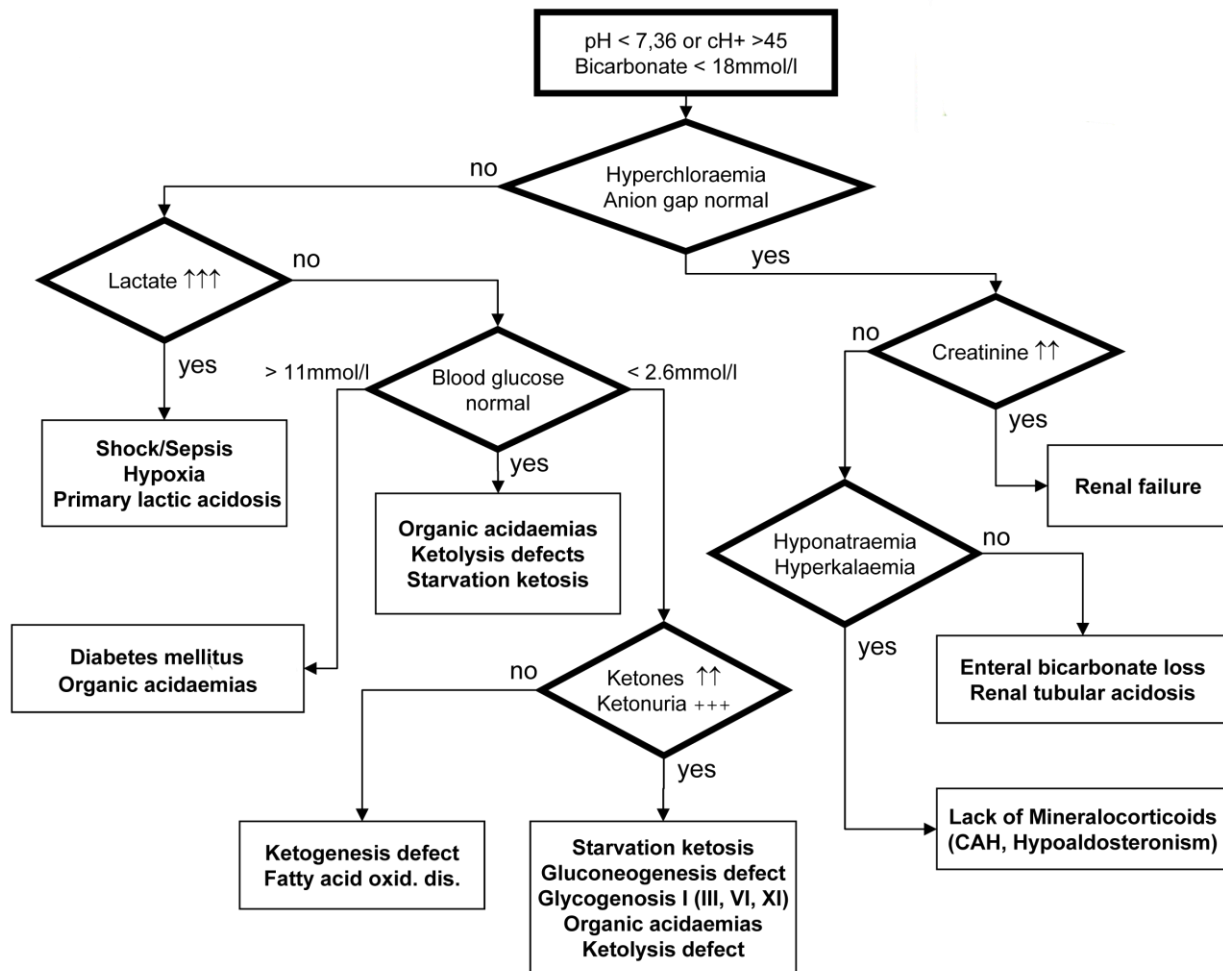 pH < 7,36 or cH+ >45
Bicarbonate < 18mmol/l
no
Hyperchloraemia
Anion gap normal
yes
Lactate ↑↑↑
no
yes
no
Creatinine ↑↑
yes
> 11mmol/l
Blood glucose
normal
< 2.6mmol/l
yes
Shock/Sepsis
Hypoxia
Primary lactic acidosis
Renal failure
Organic acidaemias
Ketolysis defects
Starvation ketosis
Hyponatraemia
Hyperkalaemia
no
yes
Diabetes mellitus
Organic acidaemias
no
Ketones ↑↑
Ketonuria +++
yes
Enteral bicarbonate loss
Renal tubular acidosis
Lack of Mineralocorticoids
(CAH, Hypoaldosteronism)
Ketogenesis defect
Fatty acid oxid. dis.
Starvation ketosis
Gluconeogenesis defect
Glycogenosis I (III, VI, XI)
Organic acidaemias
Ketolysis defect